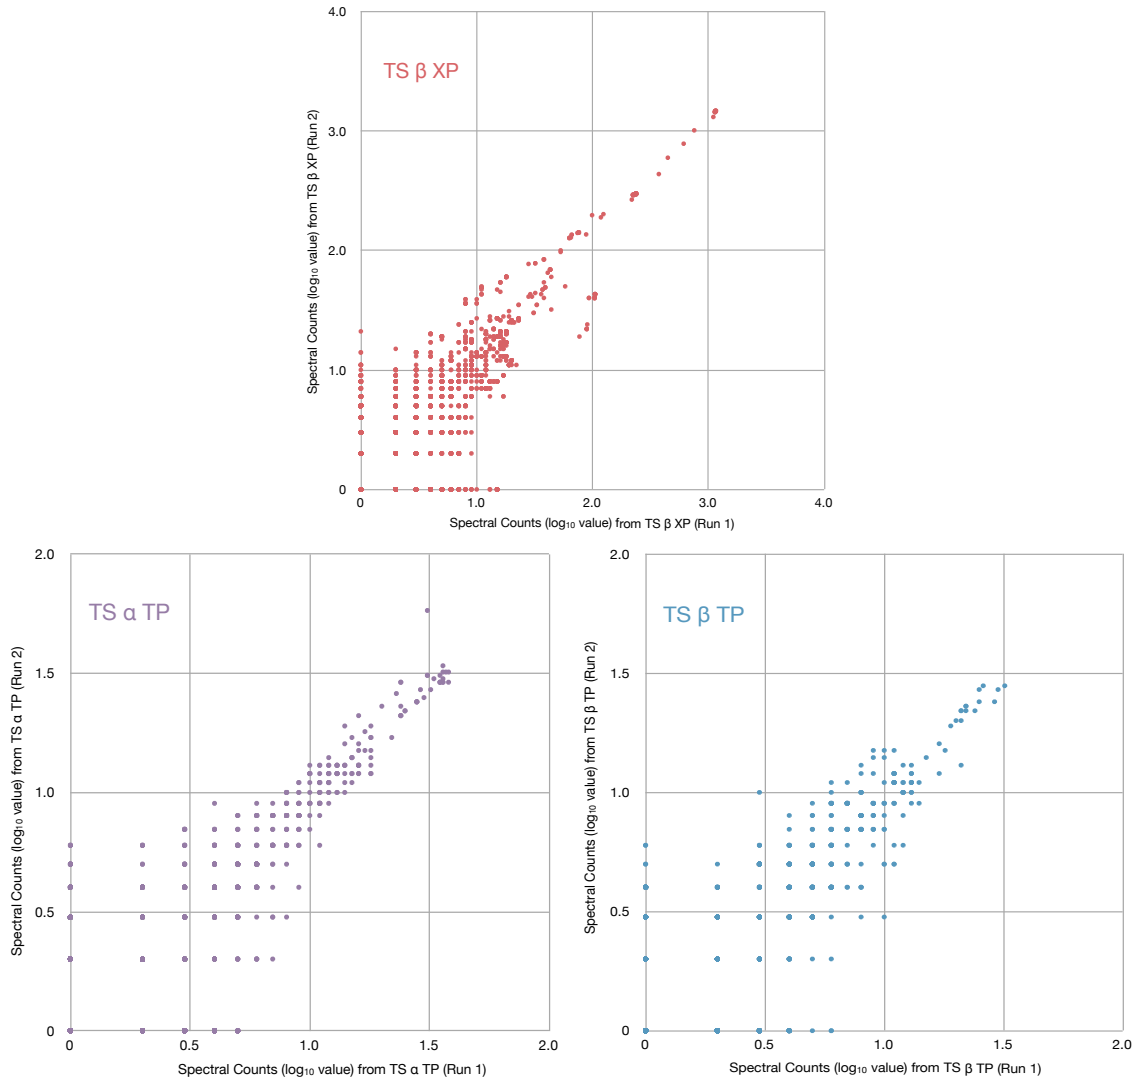 4.0
TS β XP
3.0
2.0
1.0
0
Spectral Counts (log₁₀ value) from TS β XP (Run 2)
0 1.0 2.0 3.0 4.0
Spectral Counts (log₁₀ value) from TS β XP (Run 1)
2.0
TS α TP
1.5
1.0
0.5
0
Spectral Counts (log₁₀ value) from TS α TP (Run 2)
0 0.5 1.0 1.5 2.0
Spectral Counts (log₁₀ value) from TS α TP (Run 1)
2.0
TS β TP
1.5
1.0
0.5
0
Spectral Counts (log₁₀ value) from TS β TP (Run 2)
0 0.5 1.0 1.5 2.0
Spectral Counts (log₁₀ value) from TS β TP (Run 1)